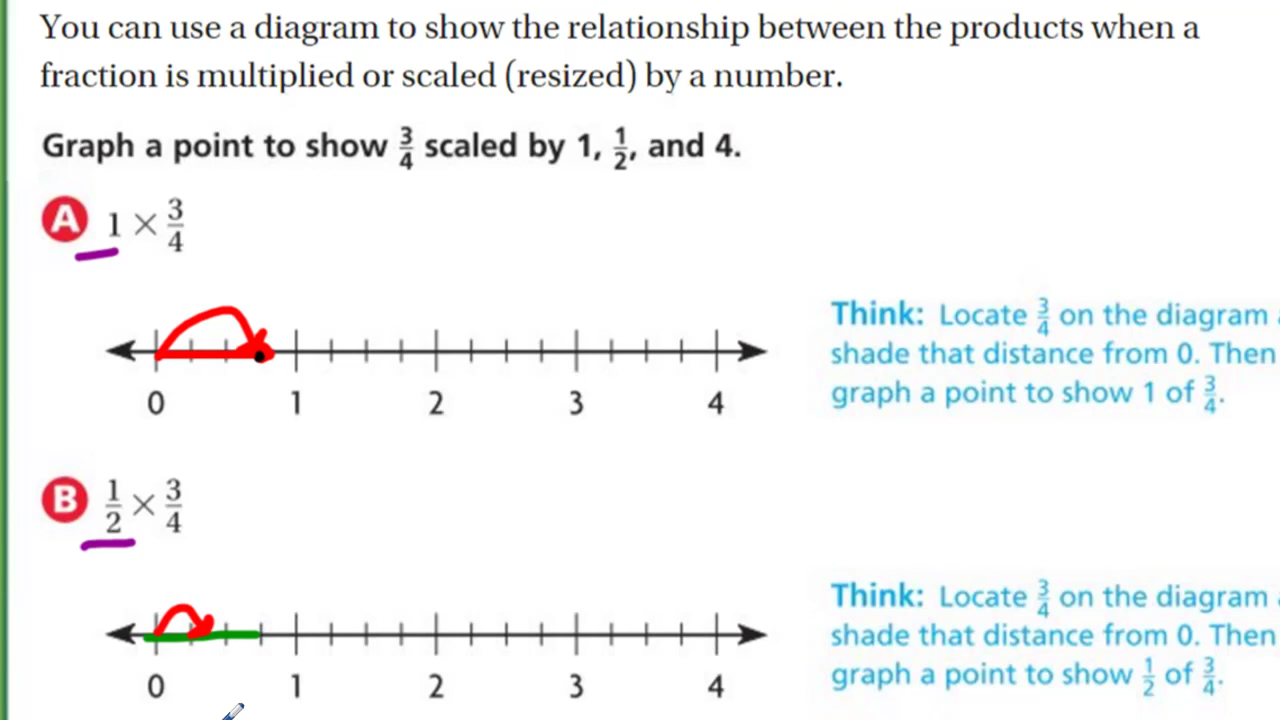 You can use a diagram to show the relationship between the products when a
fraction is multiplied or scaled (resized) by a number.
Graph a point to show 3/4 scaled by 1, 1/2, and 4.
A 1 × 3/4
Think: Locate 3/4 on the diagram
shade that distance from 0. Then
graph a point to show 1 of 3/4.
0 1 2 3 4
B 1/2 × 3/4
Think: Locate 3/4 on the diagram
shade that distance from 0. Then
graph a point to show 1/2 of 3/4.
0 1 2 3 4